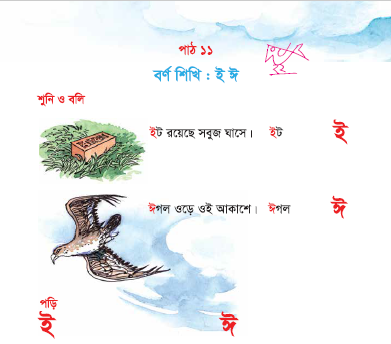 পাঠ ১১
বর্ণ শিখি : ই ঈ
শুনি ও বলি
ইট রয়েছে সবুজ ঘাসে। ইট ই
ঈগল ওড়ে ওই আকাশে। ঈগল ঈ
পড়ি
ই ঈ